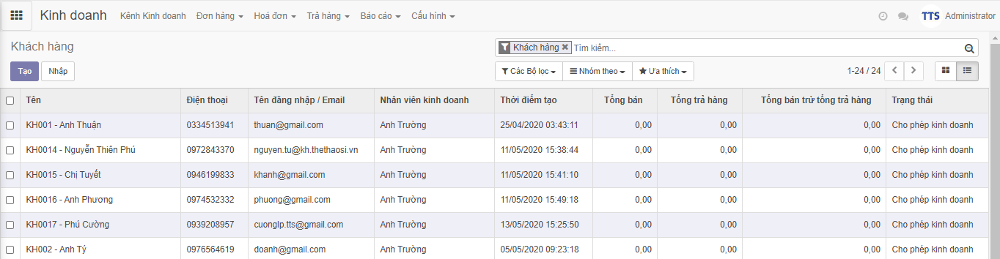 Kinh doanh Kênh Kinh doanh Đơn hàng Hoá đơn Trả hàng Báo cáo Cấu hình TTS Administrator
Khách hàng Khách hàng Tìm kiếm...
Tạo Nhập Các Bộ lọc Nhóm theo Ưa thích 1-24 / 24
Tên Điện thoại Tên đăng nhập / Email Nhân viên kinh doanh Thời điểm tạo Tổng bán Tổng trả hàng Tổng bán trừ tổng trả hàng Trạng thái
KH001 - Anh Thuận 0334513941 thuan@gmail.com Anh Trường 25/04/2020 03:43:11 0,00 0,00 0,00 Cho phép kinh doanh
KH0014 - Nguyễn Thiên Phú 0972843370 nguyen.tu@kh.thethaosi.vn Anh Trường 11/05/2020 15:38:44 0,00 0,00 0,00 Cho phép kinh doanh
KH0015 - Chị Tuyết 0946199833 khanh@gmail.com Anh Trường 11/05/2020 15:41:10 0,00 0,00 0,00 Cho phép kinh doanh
KH0016 - Anh Phương 0974532332 phuong@gmail.com Anh Trường 11/05/2020 15:49:18 0,00 0,00 0,00 Cho phép kinh doanh
KH0017 - Phú Cường 0939208957 cuonglp.tts@gmail.com Anh Trường 13/05/2020 15:25:50 0,00 0,00 0,00 Cho phép kinh doanh
KH002 - Anh Tý 0976564619 doanh@gmail.com Anh Trường 05/05/2020 09:23:18 0,00 0,00 0,00 Cho phép kinh doanh